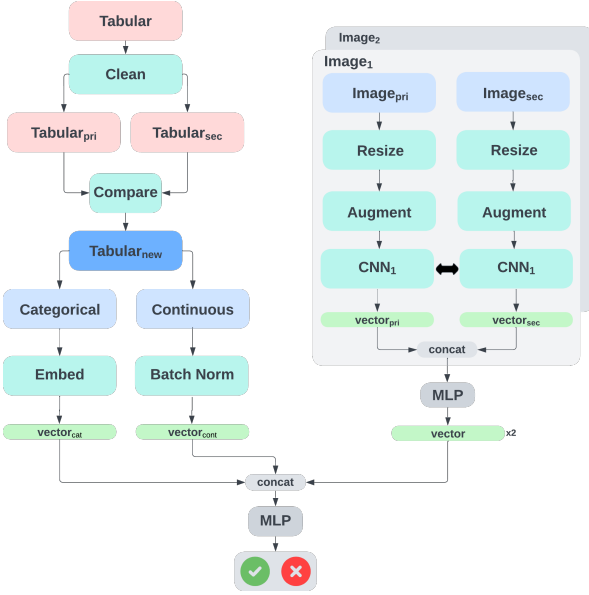 Tabular
Clean
Tabularpri
Tabularsec
Compare
Tabularnew
Categorical
Continuous
Embed
Batch Norm
vectorcat
vectorcont
Image2
Image1
Imagepri
Imagesec
Resize
Resize
Augment
Augment
CNN1
CNN1
vectorpri
vectorsec
concat
MLP
vector
x2
concat
MLP